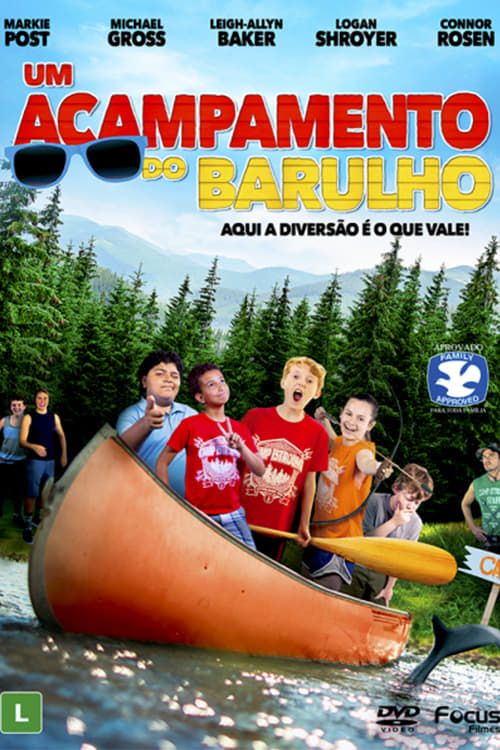 MARKIE POST
MICHAEL GROSS
LEIGH-ALLYN BAKER
LOGAN SHROYER
CONNOR ROSEN
UM
ACAMPAMENTO
DO BARULHO
AQUI A DIVERSÃO É O QUE VALE!
APROVADO
FAMILY
APPROVED
PARA TODA FAMÍLIA
CA
L
DVD
VIDEO
FOCUS
Filmes